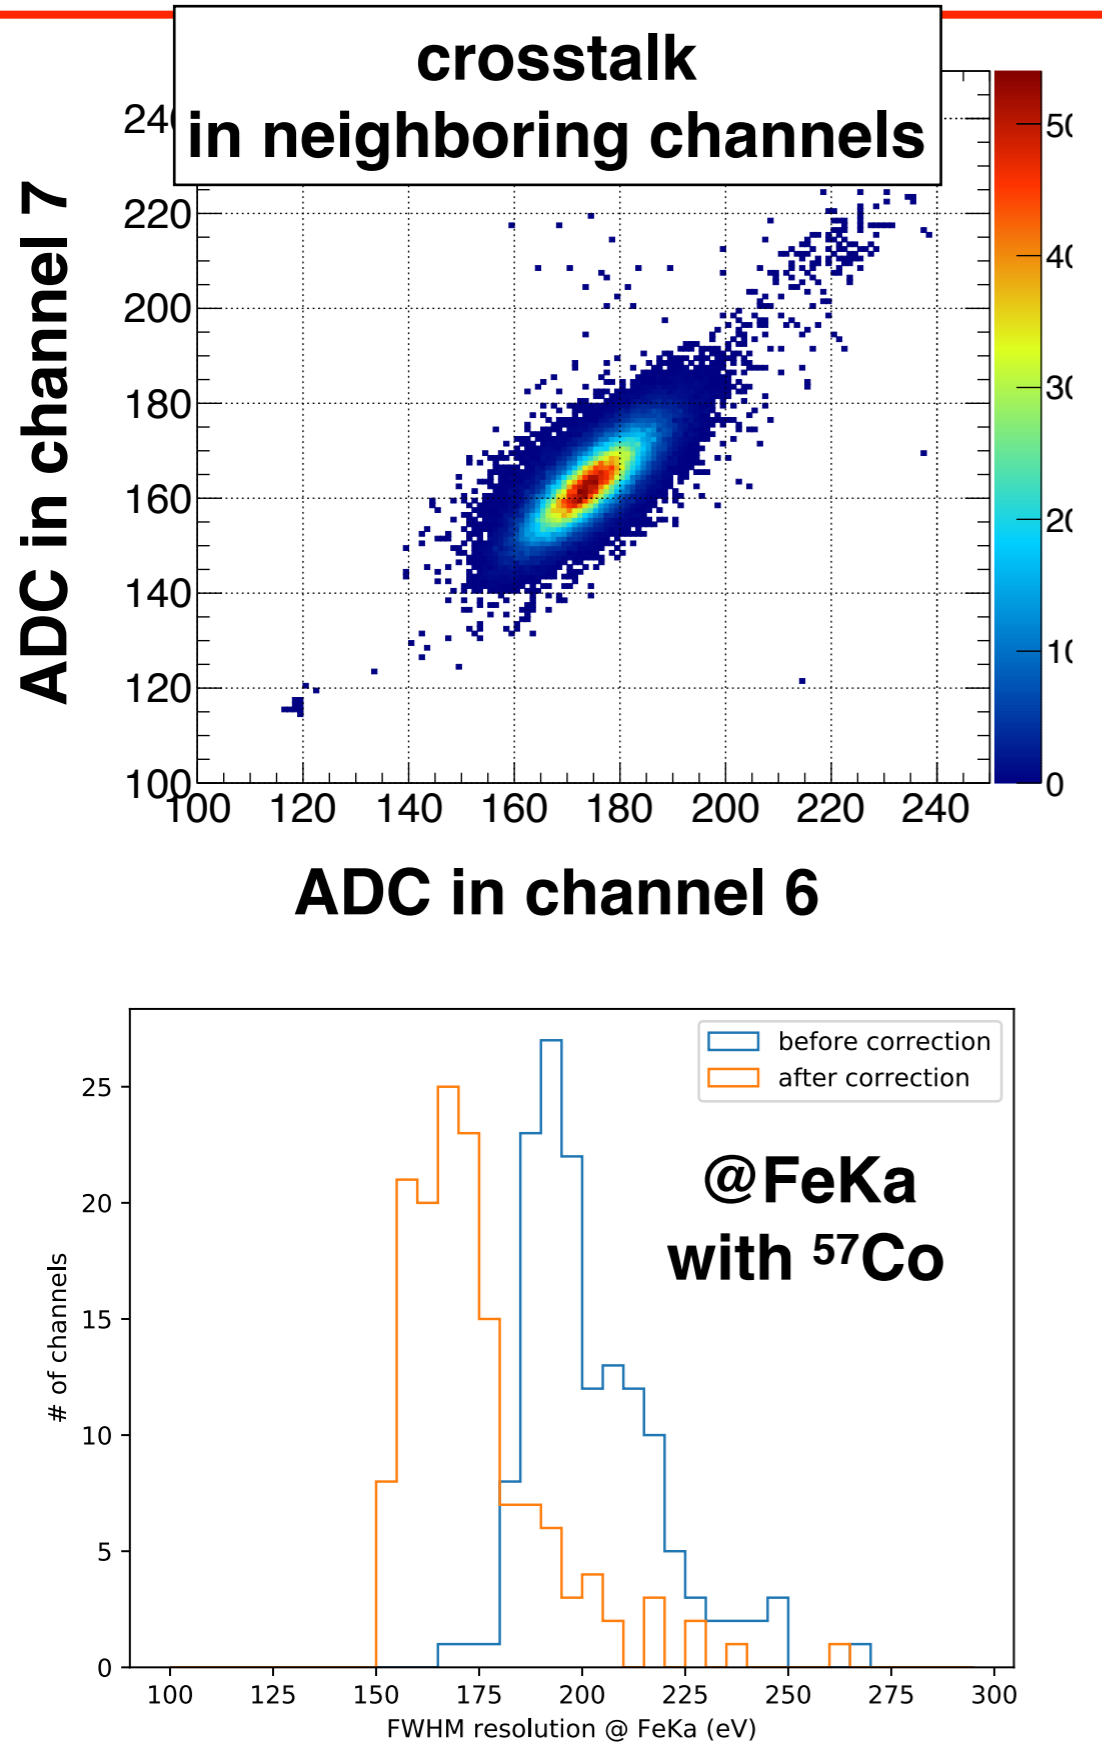 crosstalk
in neighboring channels
ADC in channel 7
24
220
200
180
160
140
120
100
100 120 140 160 180 200 220 240
ADC in channel 6
0
before correction
after correction
@FeKa
with ⁵⁷Co
# of channels
25
20
15
10
5
0
100 125 150 175 200 225 250 275 300
FWHM resolution @ FeKa (eV)